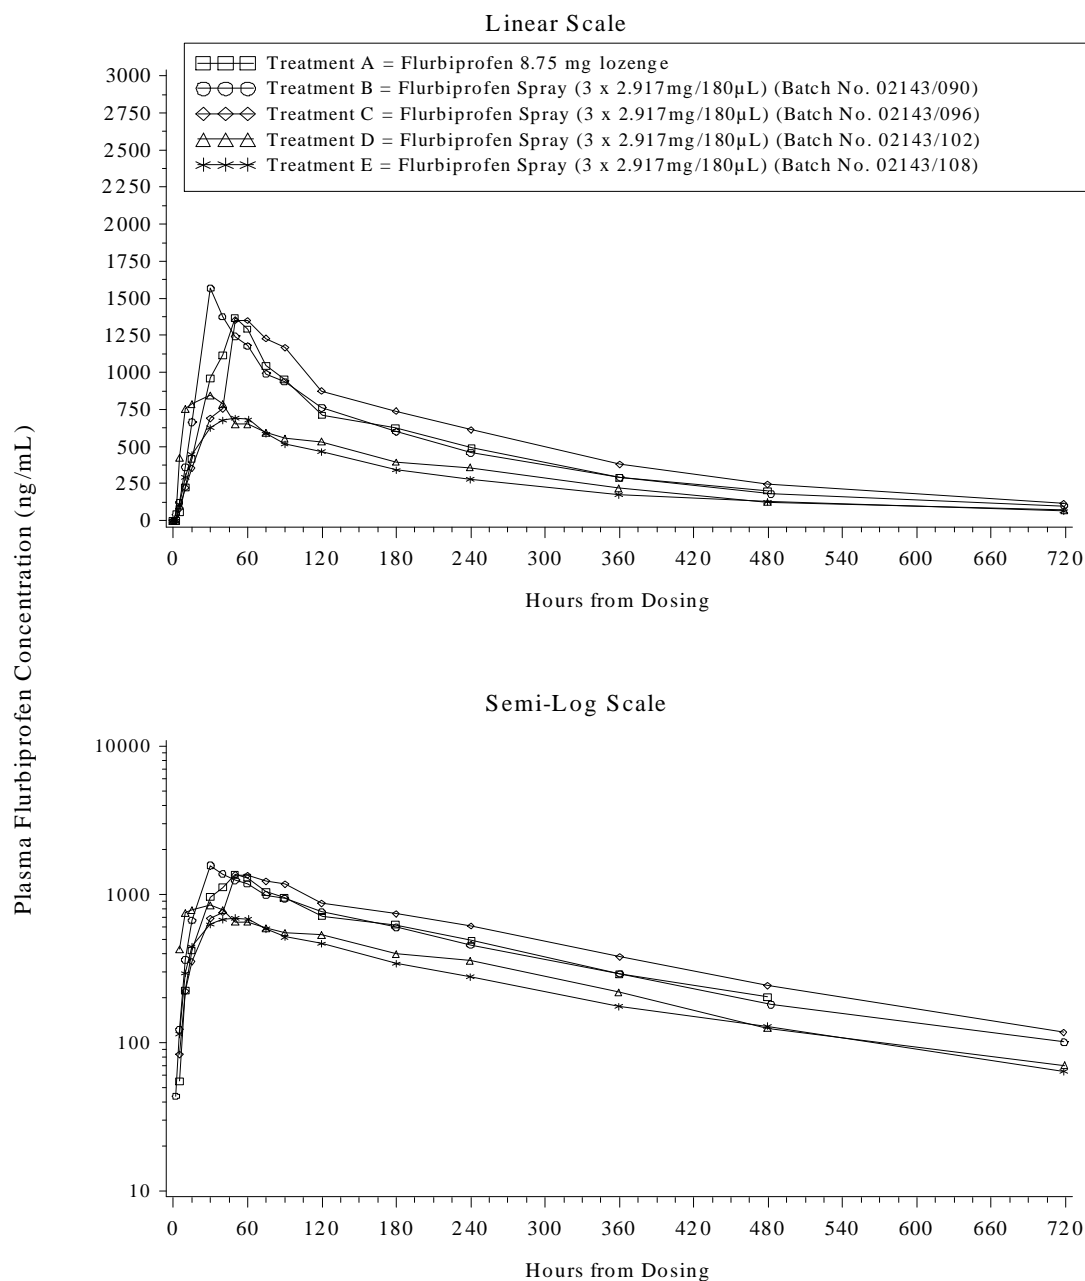 Linear Scale
Treatment A = Flurbiprofen 8.75 mg lozenge
Treatment B = Flurbiprofen Spray (3 x 2.917mg/180µL) (Batch No. 02143/090)
Treatment C = Flurbiprofen Spray (3 x 2.917mg/180µL) (Batch No. 02143/096)
Treatment D = Flurbiprofen Spray (3 x 2.917mg/180µL) (Batch No. 02143/102)
Treatment E = Flurbiprofen Spray (3 x 2.917mg/180µL) (Batch No. 02143/108)
3000
2750
2500
2250
2000
1750
1500
1250
1000
750
500
250
0
0 60 120 180 240 300 360 420 480 540 600 660 720
Hours from Dosing
Plasma Flurbiprofen Concentration (ng/mL)
Semi-Log Scale
10000
1000
100
10
0 60 120 180 240 300 360 420 480 540 600 660 720
Hours from Dosing